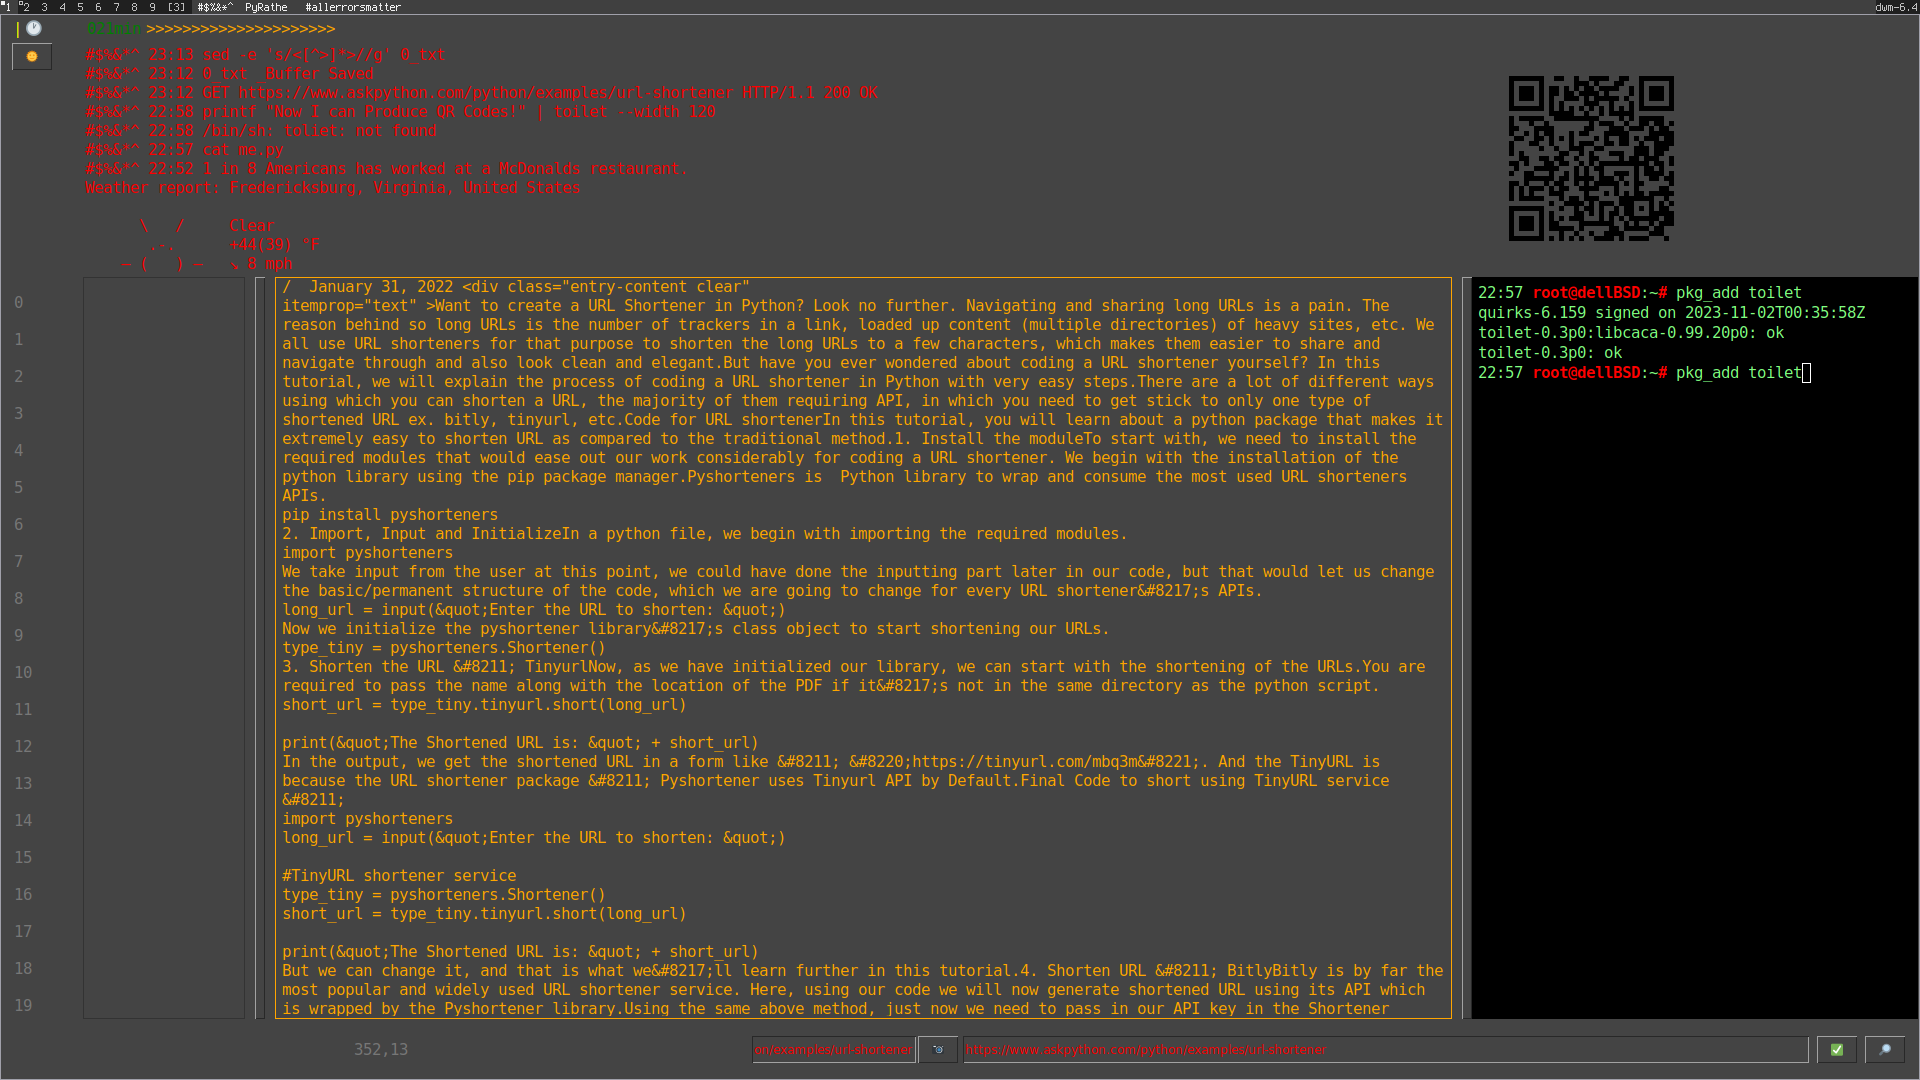 1 2 3 4 5 6 7 8 9 [3] #$%&*^ PyRathe #allerrorsmatter dwm-6.4
| 021min >>>>>>>>>>>>>>>>>>>>>
#$%&*^ 23:13 sed -e 's/<[^>]*>//g' 0_txt
#$%&*^ 23:12 0_txt _Buffer Saved
#$%&*^ 23:12 GET https://www.askpython.com/python/examples/url-shortener HTTP/1.1 200 OK
#$%&*^ 22:58 printf "Now I can Produce QR Codes!" | toilet --width 120
#$%&*^ 22:58 /bin/sh: toliet: not found
#$%&*^ 22:57 cat me.py
#$%&*^ 22:52 1 in 8 Americans has worked at a McDonalds restaurant.
Weather report: Fredericksburg, Virginia, United States
\ / Clear
.-. +44(39) °F
― ( ) ― ↘ 8 mph
0
1
2
3
4
5
6
7
8
9
10
11
12
13
14
15
16
17
18
19
/  January 31, 2022 <div class="entry-content clear"
itemprop="text" >Want to create a URL Shortener in Python? Look no further. Navigating and sharing long URLs is a pain. The
reason behind so long URLs is the number of trackers in a link, loaded up content (multiple directories) of heavy sites, etc. We
all use URL shorteners for that purpose to shorten the long URLs to a few characters, which makes them easier to share and
navigate through and also look clean and elegant.But have you ever wondered about coding a URL shortener yourself? In this
tutorial, we will explain the process of coding a URL shortener in Python with very easy steps.There are a lot of different ways
using which you can shorten a URL, the majority of them requiring API, in which you need to get stick to only one type of
shortened URL ex. bitly, tinyurl, etc.Code for URL shortenerIn this tutorial, you will learn about a python package that makes it
extremely easy to shorten URL as compared to the traditional method.1. Install the moduleTo start with, we need to install the
required modules that would ease out our work considerably for coding a URL shortener. We begin with the installation of the
python library using the pip package manager.Pyshorteners is  Python library to wrap and consume the most used URL shorteners
APIs.
pip install pyshorteners
2. Import, Input and InitializeIn a python file, we begin with importing the required modules.
import pyshorteners
We take input from the user at this point, we could have done the inputting part later in our code, but that would let us change
the basic/permanent structure of the code, which we are going to change for every URL shortener&#8217;s APIs.
long_url = input(&quot;Enter the URL to shorten: &quot;)
Now we initialize the pyshortener library&#8217;s class object to start shortening our URLs.
type_tiny = pyshorteners.Shortener()
3. Shorten the URL &#8211; TinyurlNow, as we have initialized our library, we can start with the shortening of the URLs.You are
required to pass the name along with the location of the PDF if it&#8217;s not in the same directory as the python script.
short_url = type_tiny.tinyurl.short(long_url)
print(&quot;The Shortened URL is: &quot; + short_url)
In the output, we get the shortened URL in a form like &#8211; &#8220;https://tinyurl.com/mbq3m&#8221;. And the TinyURL is
because the URL shortener package &#8211; Pyshortener uses Tinyurl API by Default.Final Code to short using TinyURL service
&#8211;
import pyshorteners
long_url = input(&quot;Enter the URL to shorten: &quot;)
#TinyURL shortener service
type_tiny = pyshorteners.Shortener()
short_url = type_tiny.tinyurl.short(long_url)
print(&quot;The Shortened URL is: &quot; + short_url)
But we can change it, and that is what we&#8217;ll learn further in this tutorial.4. Shorten URL &#8211; BitlyBitly is by far the
most popular and widely used URL shortener service. Here, using our code we will now generate shortened URL using its API which
is wrapped by the Pyshortener library.Using the same above method, just now we need to pass in our API key in the Shortener
22:57 root@dellBSD:~# pkg_add toilet
quirks-6.159 signed on 2023-11-02T00:35:58Z
toilet-0.3p0:libcaca-0.99.20p0: ok
toilet-0.3p0: ok
22:57 root@dellBSD:~# pkg_add toilet
352,13
on/examples/url-shortener
https://www.askpython.com/python/examples/url-shortener